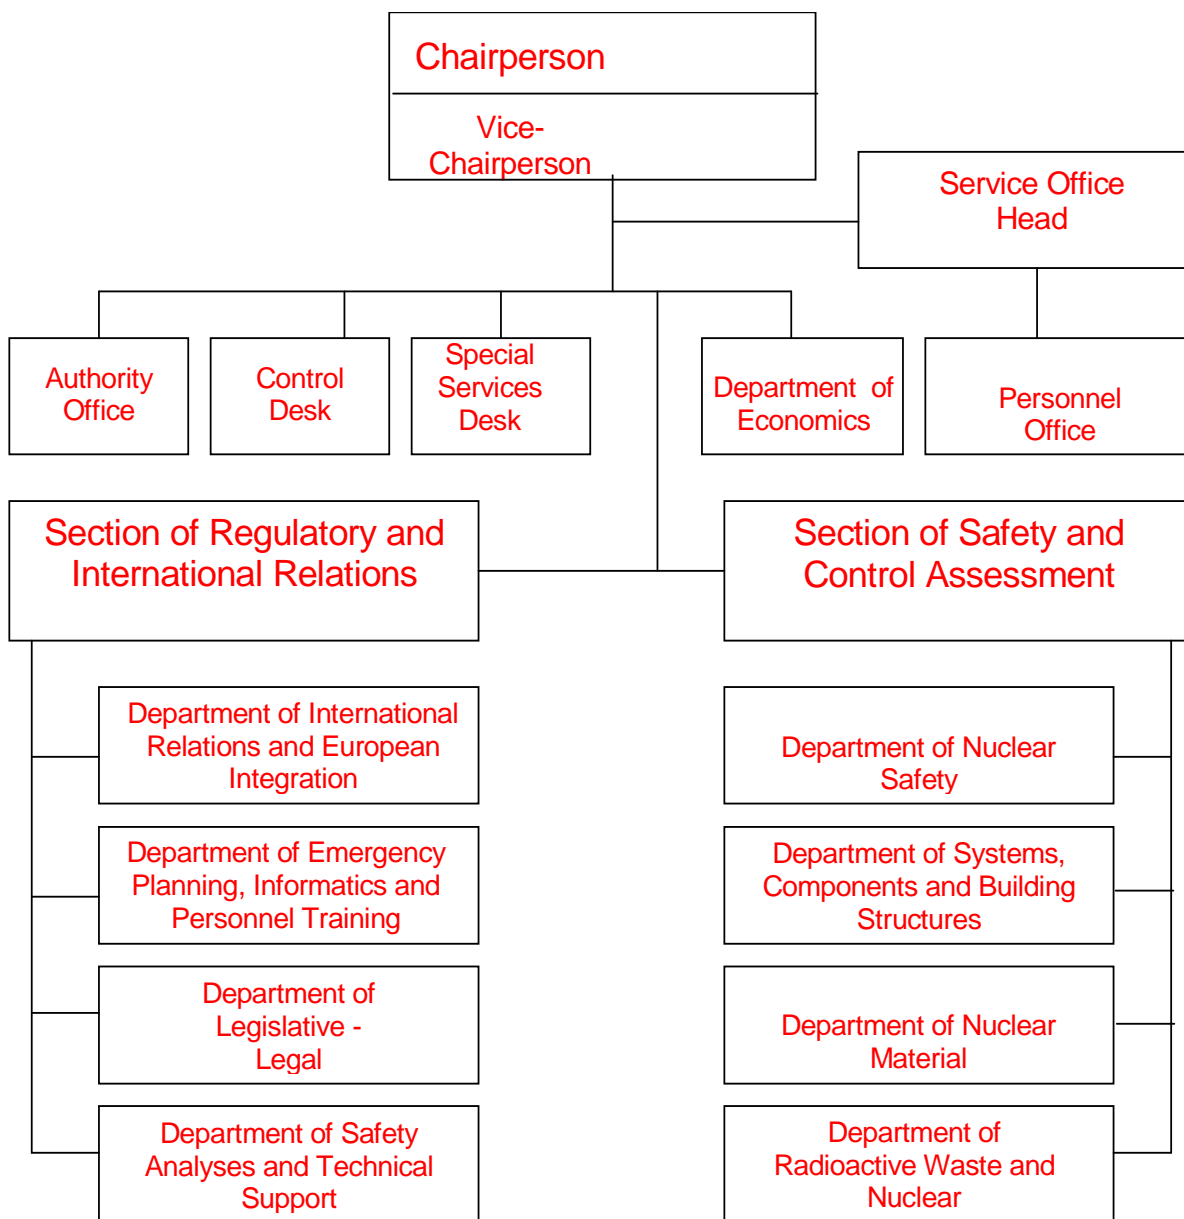 Chairperson
Vice-
Chairperson
Service Office
Head
Authority
Office
Control
Desk
Special
Services
Desk
Department  of
Economics
Personnel
Office
Section of Regulatory and
International Relations
Section of Safety and
Control Assessment
Department of International
Relations and European
Integration
Department of Nuclear
Safety
Department of Emergency
Planning, Informatics and
Personnel Training
Department of Systems,
Components and Building
Structures
Department of
Legislative -
Legal
Department of Nuclear
Material
Department of Safety
Analyses and Technical
Support
Department of
Radioactive Waste and
Nuclear